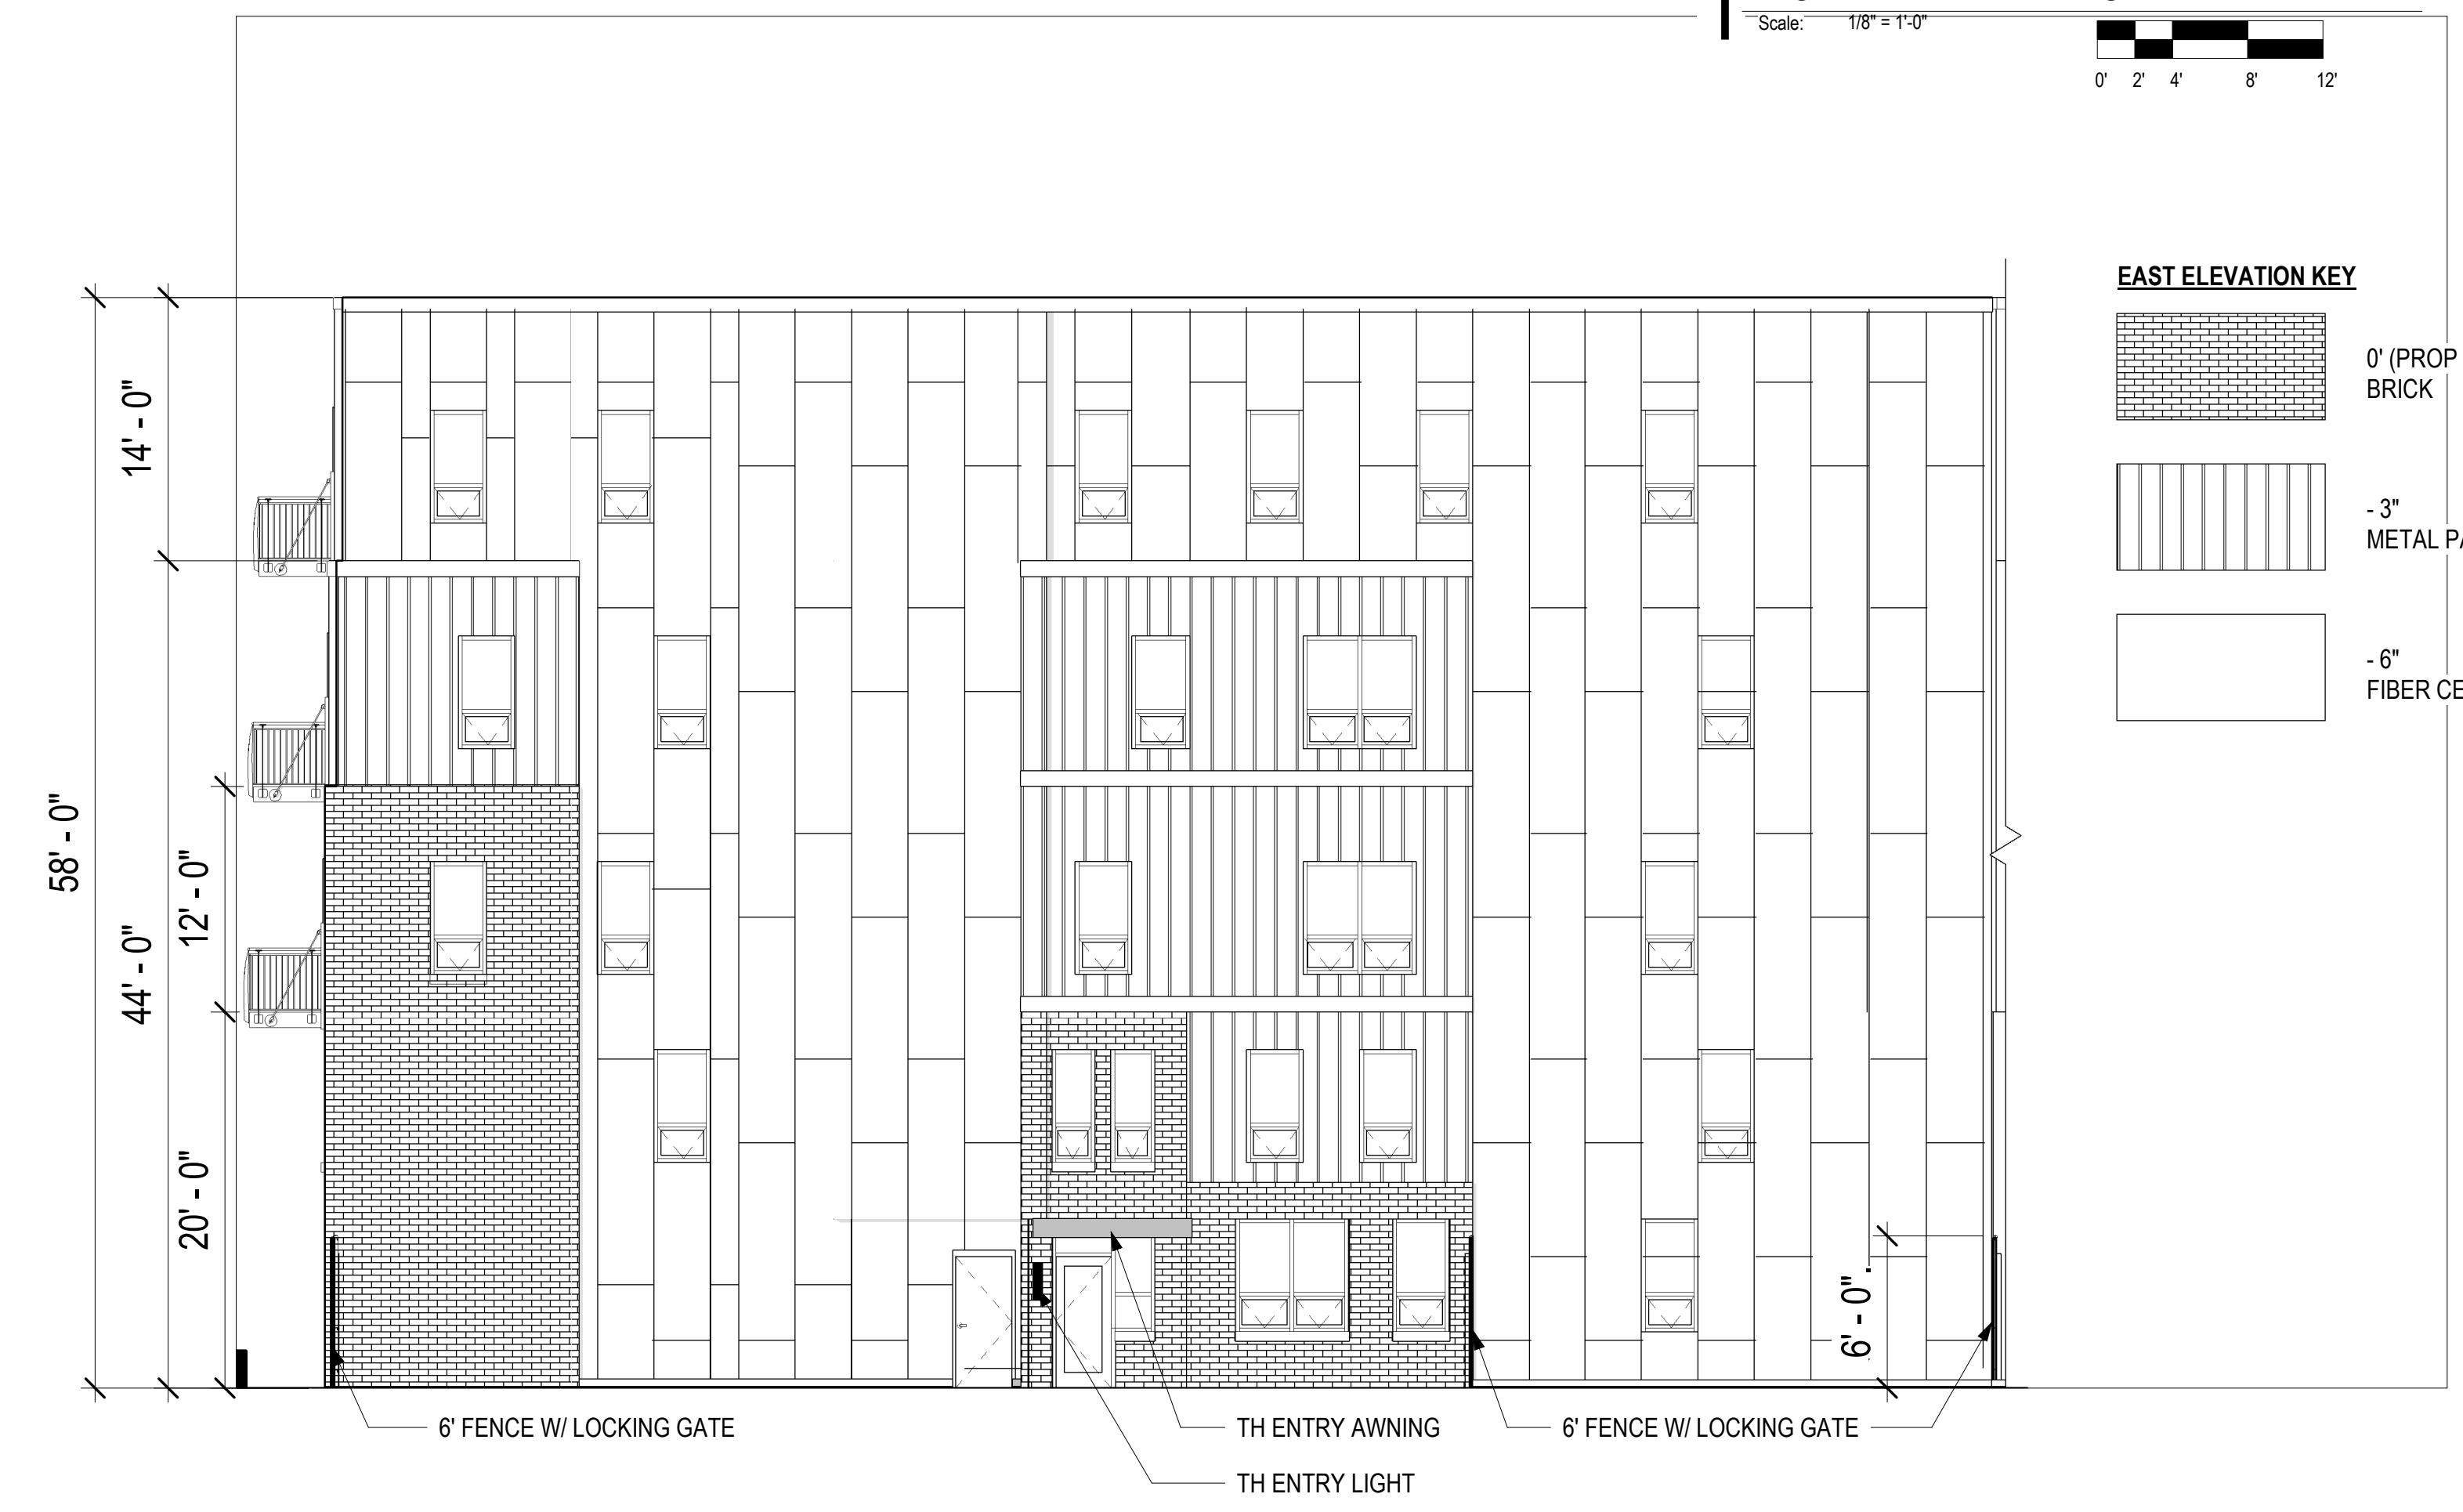 Scale: 1/8" = 1'-0"
0' 2' 4' 8' 12'
EAST ELEVATION KEY
0' (PROP
BRICK
- 3"
METAL
- 6"
FIBER
14' - 0"
58' - 0"
44' - 0"
12' - 0"
20' - 0"
6' - 0"
6' FENCE W/ LOCKING GATE
TH ENTRY AWNING
6' FENCE W/ LOCKING GATE
TH ENTRY LIGHT